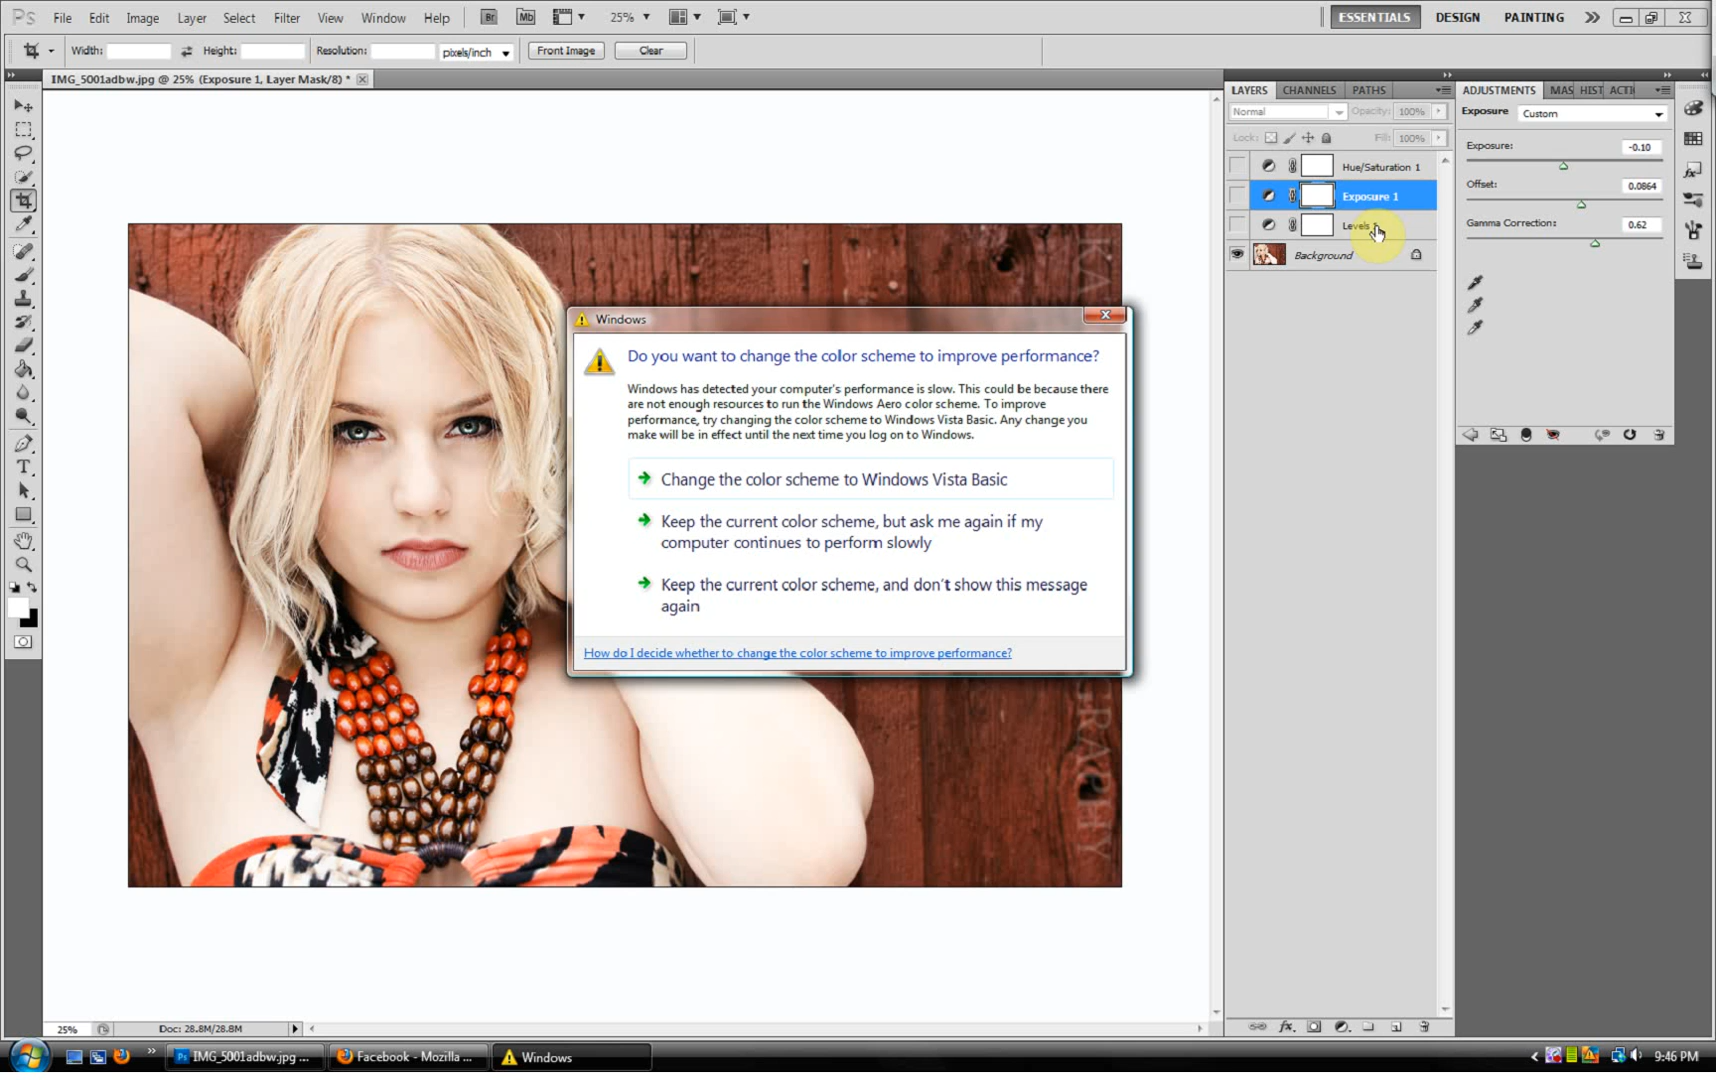 Ps File Edit Image Layer Select Filter View Window Help Br Mb 25% ESSENTIALS DESIGN PAINTING
Width: Height: Resolution: pixels/inch Front Image Clear
IMG_5001adbw.jpg @ 25% (Exposure 1, Layer Mask/8) *
LAYERS CHANNELS PATHS
Normal Opacity: 100%
Lock: Fill: 100%
Hue/Saturation 1
Exposure 1
Levels
Background
ADJUSTMENTS MAS HIST ACTI
Exposure Custom
Exposure: -0.10
Offset: 0.0864
Gamma Correction: 0.62
Windows
Do you want to change the color scheme to improve performance?
Windows has detected your computer's performance is slow. This could be because there
are not enough resources to run the Windows Aero color scheme. To improve
performance, try changing the color scheme to Windows Vista Basic. Any change you
make will be in effect until the next time you log on to Windows.
Change the color scheme to Windows Vista Basic
Keep the current color scheme, but ask me again if my
computer continues to perform slowly
Keep the current color scheme, and don't show this message
again
How do I decide whether to change the color scheme to improve performance?
25% Doc: 28.8M/28.8M
Ps IMG_5001adbw.jpg ... Facebook - Mozilla ... Windows 9:46 PM